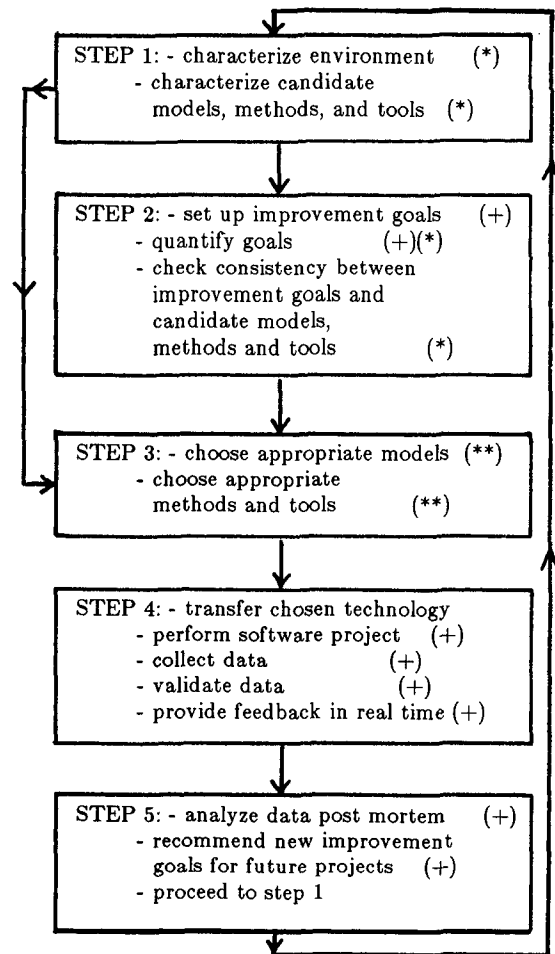 STEP 1: - characterize environment (*)
- characterize candidate
models, methods, and tools (*)
STEP 2: - set up improvement goals (+)
- quantify goals (+)(*)
- check consistency between
improvement goals and
candidate models,
methods and tools (*)
STEP 3: - choose appropriate models (**)
- choose appropriate
methods and tools (**)
STEP 4: - transfer chosen technology
- perform software project (+)
- collect data (+)
- validate data (+)
- provide feedback in real time (+)
STEP 5: - analyze data post mortem (+)
- recommend new improvement
goals for future projects (+)
- proceed to step 1